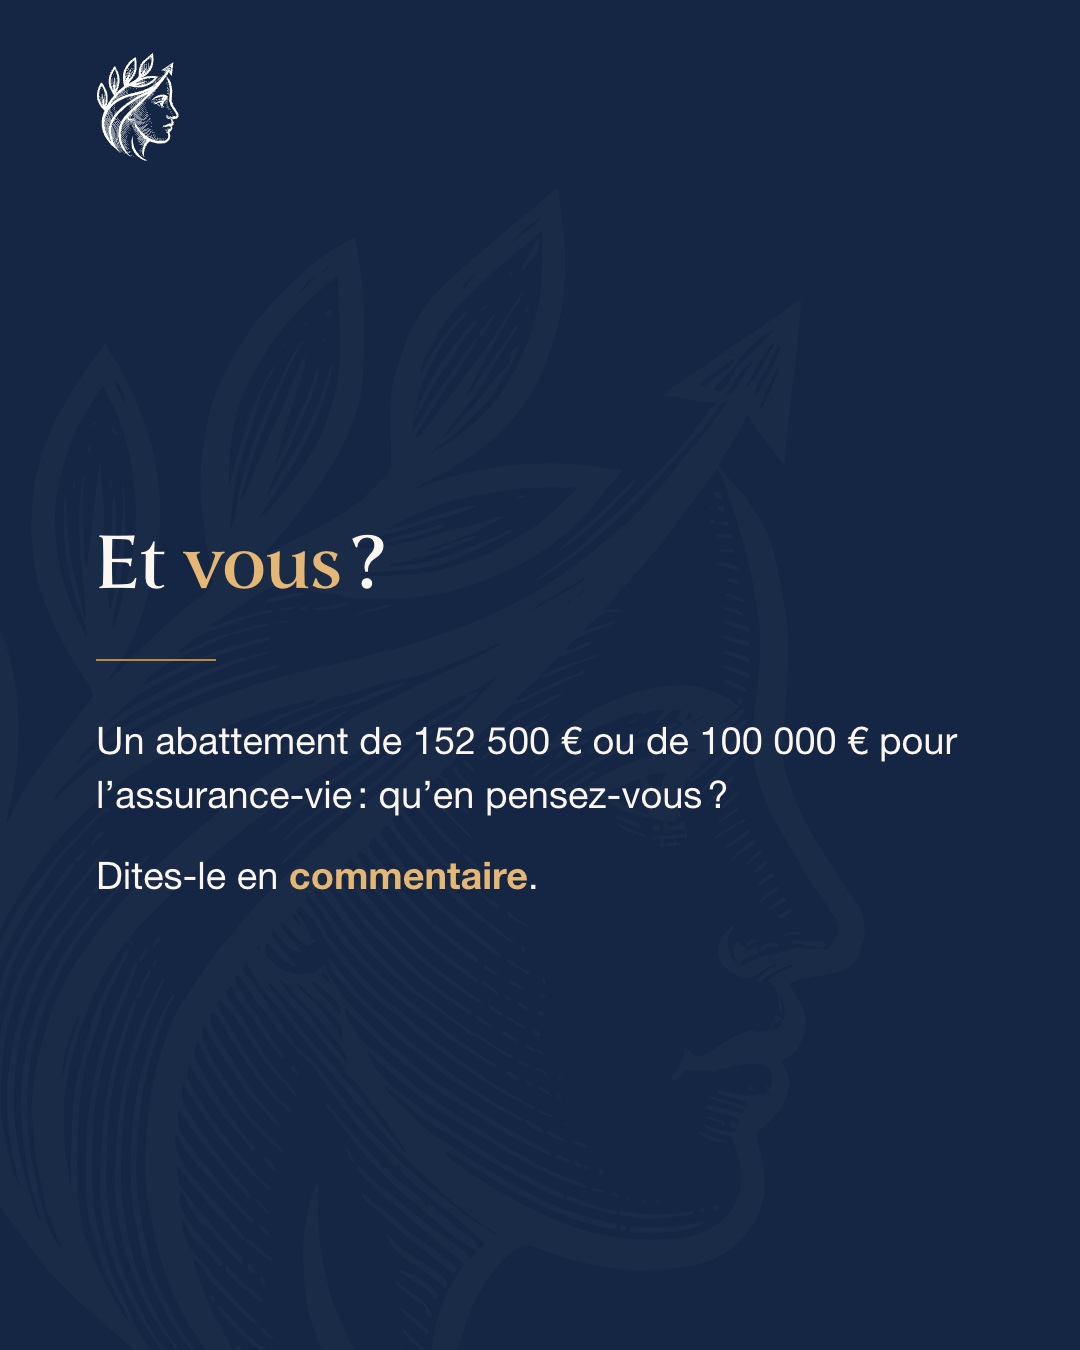 Et vous ?
Un abattement de 152 500 € ou de 100 000 € pour
l’assurance-vie : qu’en pensez-vous ?
Dites-le en commentaire.